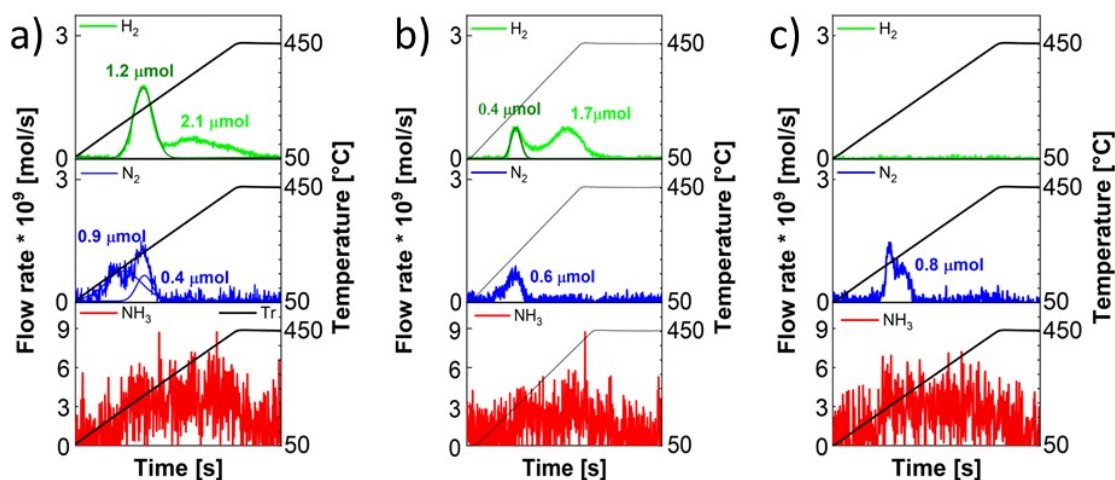 a)
H2
3
450
1.2 μmol
2.1 μmol
0
50
N2
3
450
0.9 μmol
0.4 μmol
0
50
NH3
Tr
9
450
6
3
0
50
Flow rate * 10^9 [mol/s]
Temperature [°C]
Time [s]
b)
H2
3
450
0.4 μmol
1.7μmol
0
50
N2
3
450
0.6 μmol
0
50
NH3
9
450
6
3
0
50
Flow rate * 10^9 [mol/s]
Temperature [°C]
Time [s]
c)
H2
3
450
0
50
N2
3
450
0.8 μmol
0
50
NH3
9
450
6
3
0
50
Flow rate * 10^9 [mol/s]
Temperature [°C]
Time [s]